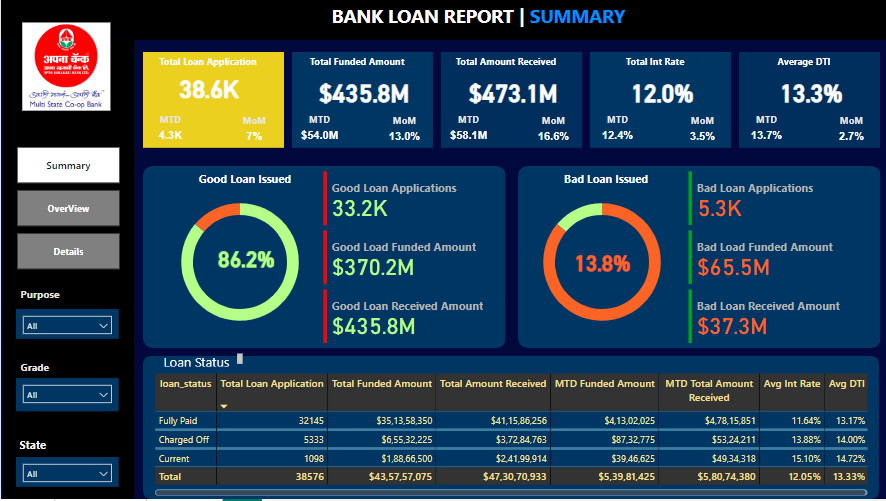 BANK LOAN REPORT | SUMMARY
अपना बँक
Multi State Co-op Bank
Summary
OverView
Details
Purpose
All
Grade
All
State
All
Total Loan Application
38.6K
MTD MoM
4.3K 7%
Total Funded Amount
$435.8M
MTD MoM
$54.0M 13.0%
Total Amount Received
$473.1M
MTD MoM
$58.1M 16.6%
Total Int Rate
12.0%
MTD MoM
12.4% 3.5%
Average DTI
13.3%
MTD MoM
13.7% 2.7%
Good Loan Issued
86.2%
Good Loan Applications
33.2K
Good Load Funded Amount
$370.2M
Good Loan Received Amount
$435.8M
Bad Loan Issued
13.8%
Bad Loan Applications
5.3K
Bad Load Funded Amount
$65.5M
Bad Loan Received Amount
$37.3M
Loan Status
loan_status Total Loan Application Total Funded Amount Total Amount Received MTD Funded Amount MTD Total Amount Received Avg Int Rate Avg DTI
Fully Paid 32145 $35,13,58,350 $41,15,86,256 $4,13,02,025 $4,78,15,851 11.64% 13.17%
Charged Off 5333 $6,55,32,225 $3,72,84,763 $87,32,775 $53,24,211 13.88% 14.00%
Current 1098 $1,88,66,500 $2,41,99,914 $39,46,625 $49,34,318 15.10% 14.72%
Total 38576 $43,57,57,075 $47,30,70,933 $5,39,81,425 $5,80,74,380 12.05% 13.33%